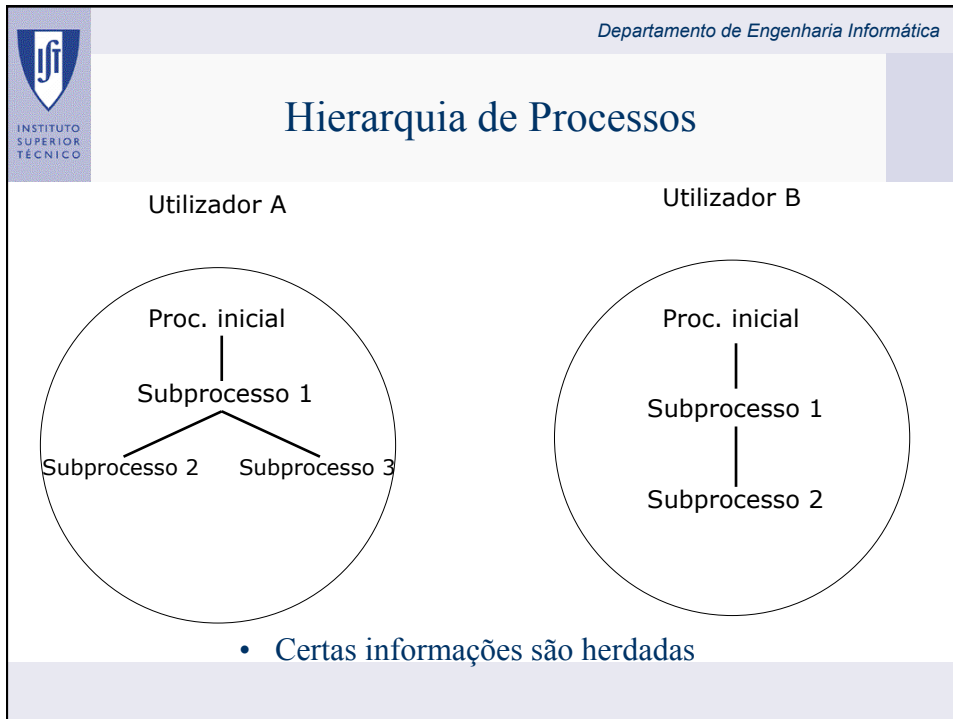 Departamento de Engenharia Informática
INSTITUTO
SUPERIOR
TÉCNICO
Hierarquia de Processos
Utilizador A
Utilizador B
Proc. inicial
Subprocesso 1
Subprocesso 2
Subprocesso 3
Proc. inicial
Subprocesso 1
Subprocesso 2
• Certas informações são herdadas